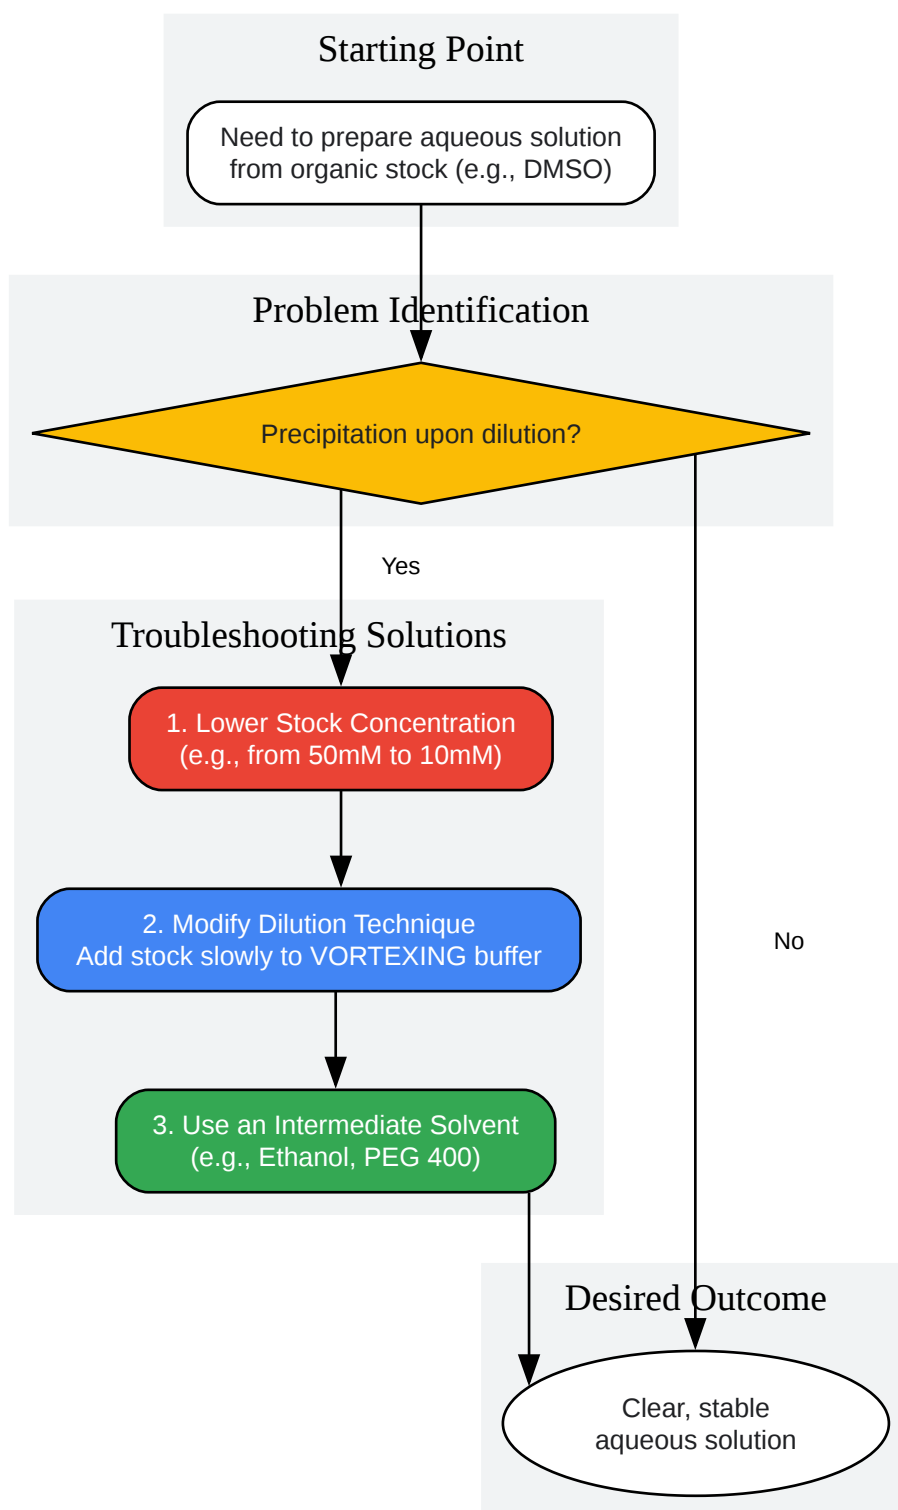 Starting Point
Need to prepare aqueous solution
from organic stock (e.g., DMSO)
Problem Identification
Precipitation upon dilution?
Yes
Troubleshooting Solutions
1. Lower Stock Concentration
(e.g., from 50mM to 10mM)
2. Modify Dilution Technique
Add stock slowly to VORTEXING buffer
No
3. Use an Intermediate Solvent
(e.g., Ethanol, PEG 400)
Desired Outcome
Clear, stable
aqueous solution